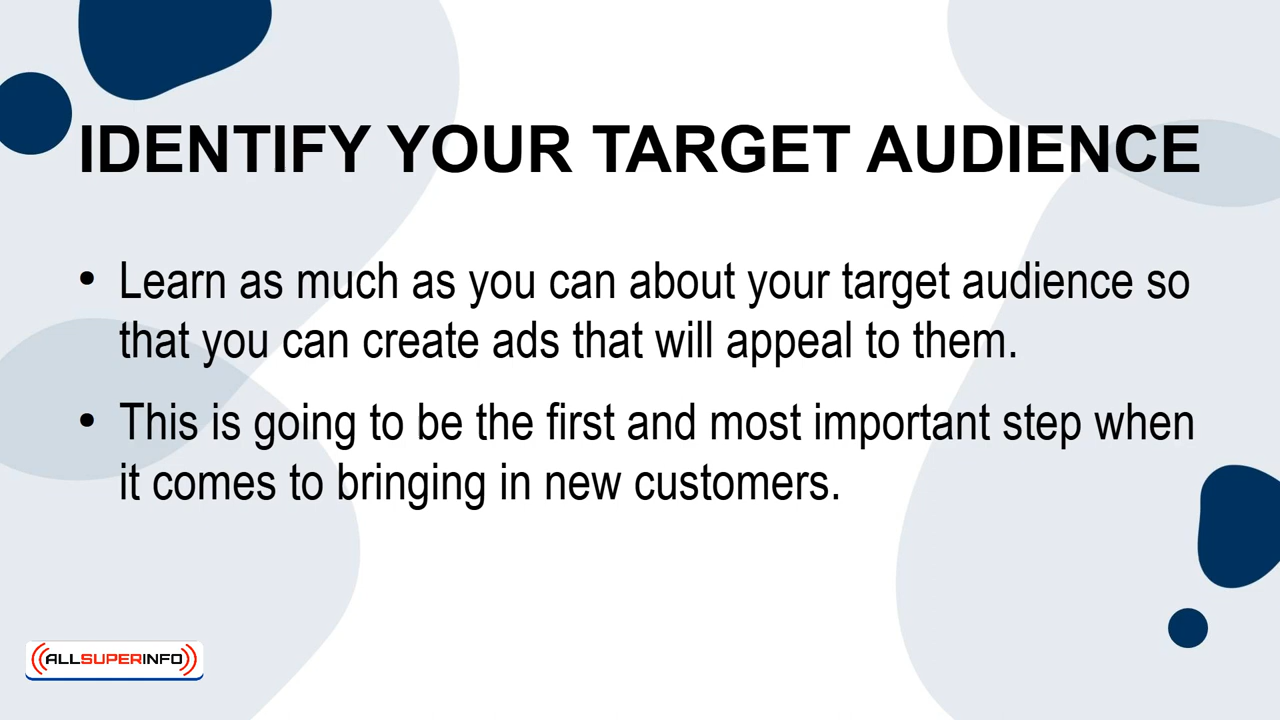 IDENTIFY YOUR TARGET AUDIENCE
• Learn as much as you can about your target audience so
that you can create ads that will appeal to them.
• This is going to be the first and most important step when
it comes to bringing in new customers.
ALLSUPERINFO